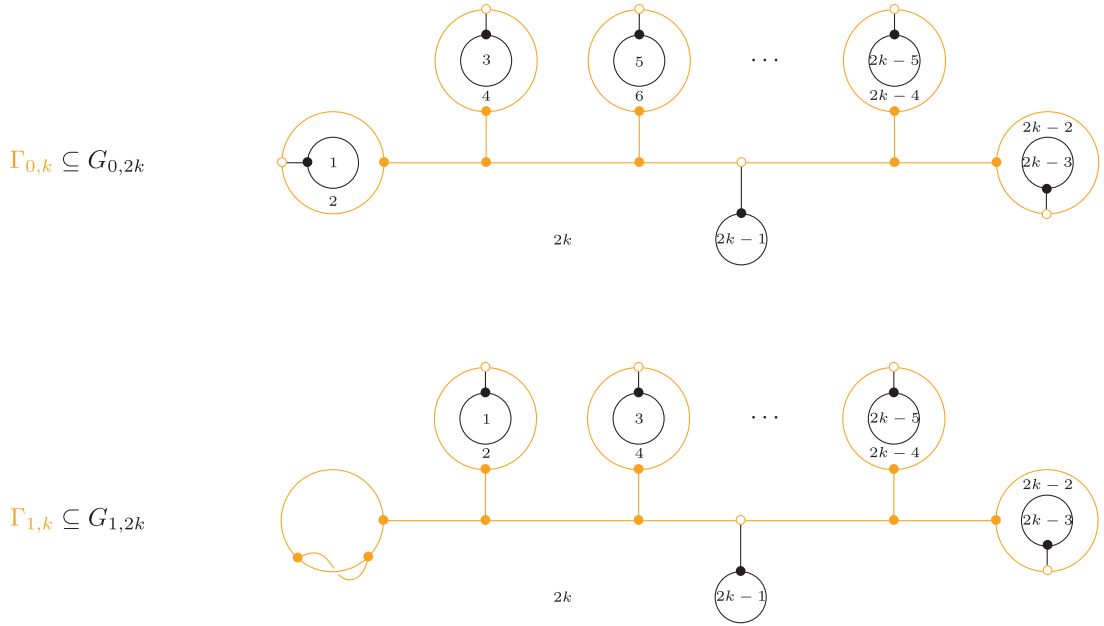 3 5 ⋯ 2k − 5
4 6 2k − 4
2k − 2
Γ₀,ₖ ⊆ G₀,₂ₖ 1 2k − 3
2
2k 2k − 1
1 3 ⋯ 2k − 5
2 4 2k − 4
2k − 2
Γ₁,ₖ ⊆ G₁,₂ₖ 2k − 3
2k 2k − 1